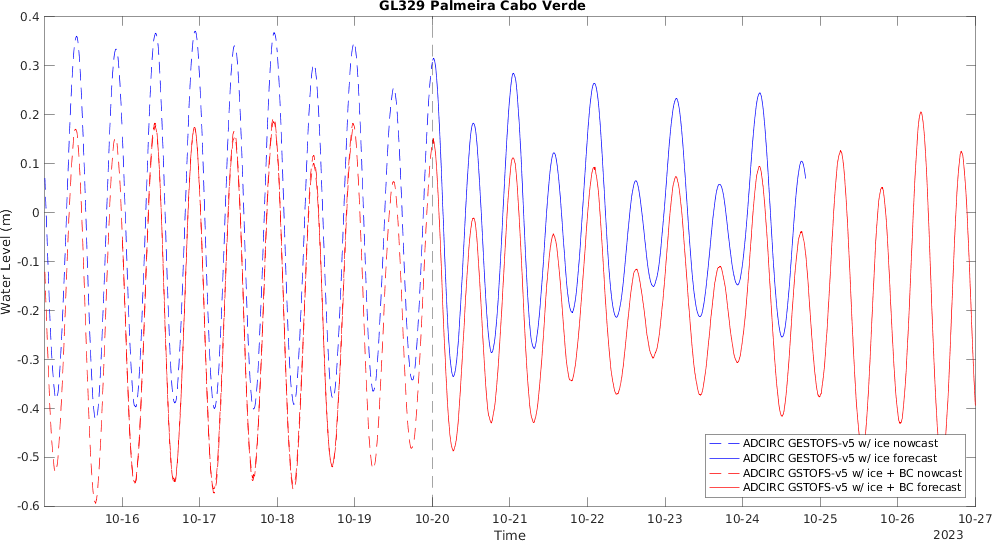 GL329 Palmeira Cabo Verde
0.4
0.3
0.2
0.1
0
-0.1
-0.2
-0.3
-0.4
-0.5
-0.6
Water Level (m)
ADCIRC GESTOFS-v5 w/ ice nowcast
ADCIRC GESTOFS-v5 w/ ice forecast
ADCIRC GSTOFS-v5 w/ ice + BC nowcast
ADCIRC GSTOFS-v5 w/ ice + BC forecast
10-16 10-17 10-18 10-19 10-20 10-21 10-22 10-23 10-24 10-25 10-26 10-27
Time
2023